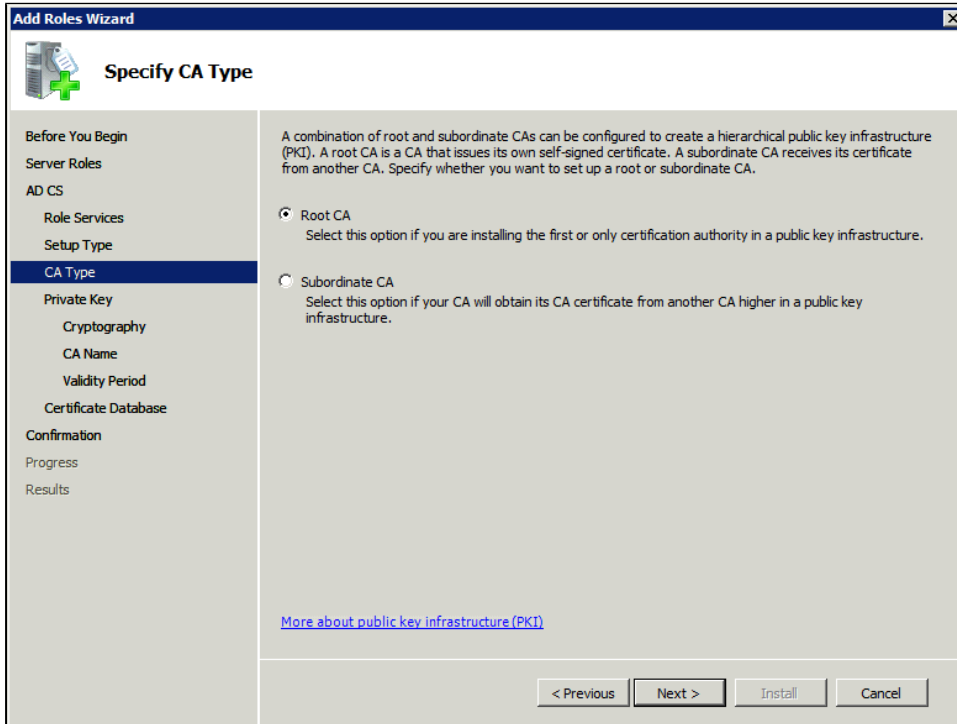 Add Roles Wizard
Specify CA Type
Before You Begin
Server Roles
AD CS
Role Services
Setup Type
CA Type
Private Key
Cryptography
CA Name
Validity Period
Certificate Database
Confirmation
Progress
Results
A combination of root and subordinate CAs can be configured to create a hierarchical public key infrastructure
(PKI). A root CA is a CA that issues its own self-signed certificate. A subordinate CA receives its certificate
from another CA. Specify whether you want to set up a root or subordinate CA.
Root CA
Select this option if you are installing the first or only certification authority in a public key infrastructure.
Subordinate CA
Select this option if your CA will obtain its CA certificate from another CA higher in a public key
infrastructure.
More about public key infrastructure (PKI)
< Previous
Next >
Install
Cancel